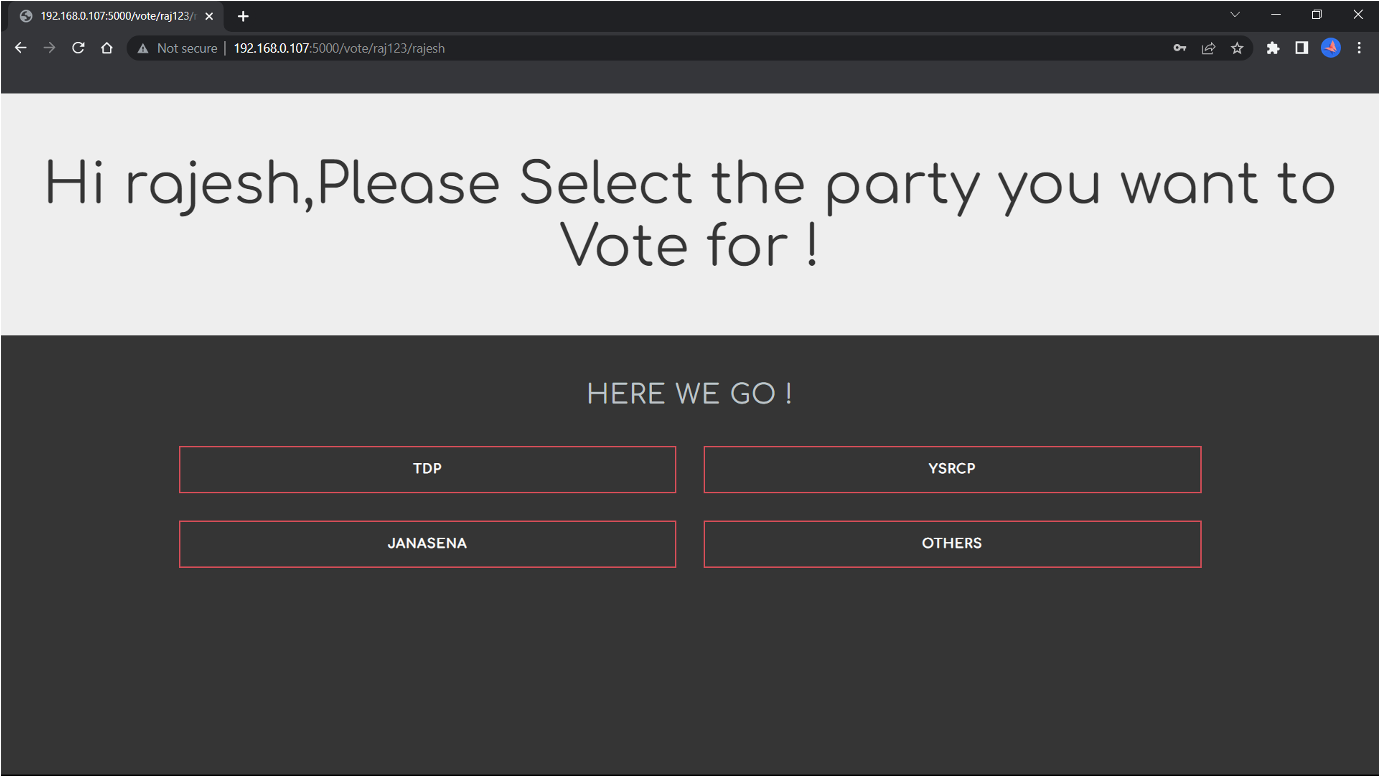 192.168.0.107:5000/vote/raj123/
Not secure | 192.168.0.107:5000/vote/raj123/rajesh
Hi rajesh,Please Select the party you want to
Vote for !
HERE WE GO !
TDP
YSRCP
JANASENA
OTHERS